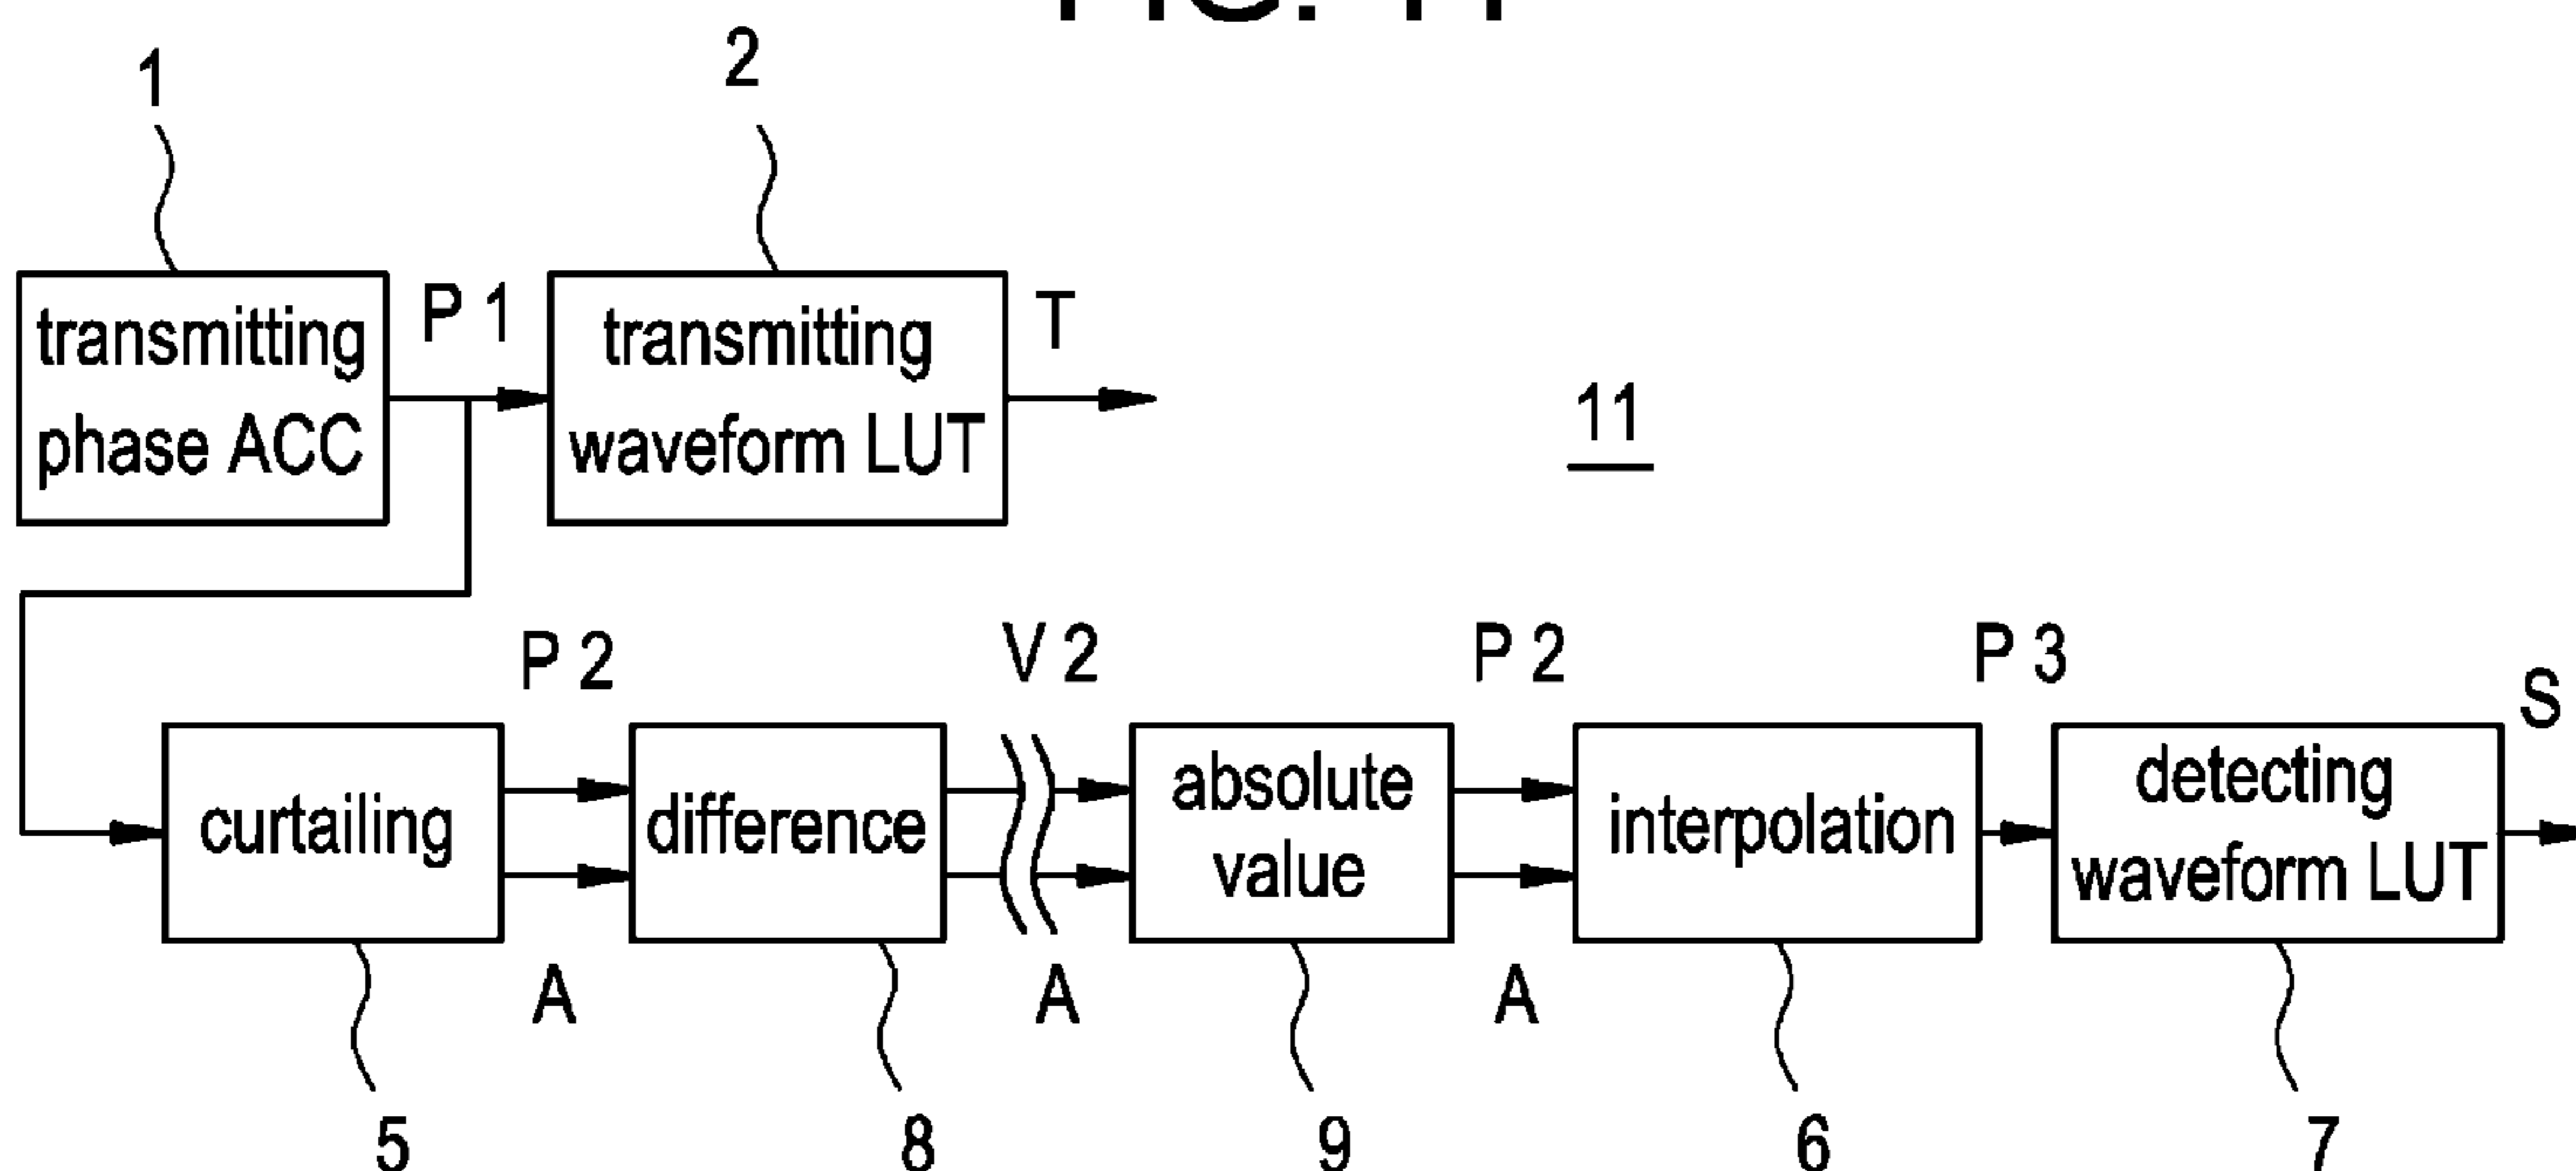 1
2
transmitting
phase ACC
P 1
transmitting
waveform LUT
T
11
P 2
V 2
P 2
P 3
S
curtailing
difference
absolute
value
interpolation
detecting
waveform LUT
A
A
A
5
8
9
6
7